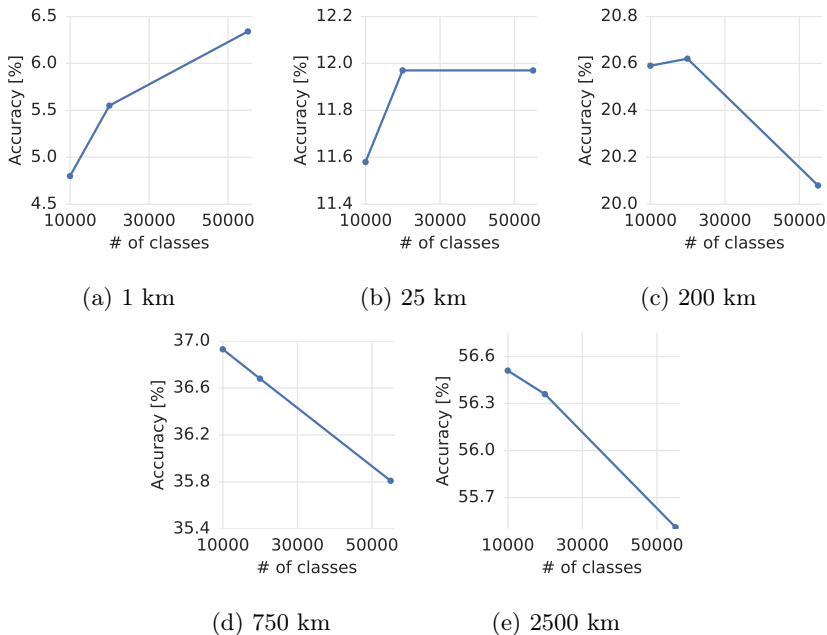 6.5
6.0
5.5
5.0
4.5
Accuracy [%]
10000 30000 50000
# of classes
(a) 1 km
12.2
12.0
11.8
11.6
11.4
Accuracy [%]
10000 30000 50000
# of classes
(b) 25 km
20.8
20.6
20.4
20.2
20.0
Accuracy [%]
10000 30000 50000
# of classes
(c) 200 km
37.0
36.6
36.2
35.8
35.4
Accuracy [%]
10000 30000 50000
# of classes
(d) 750 km
56.6
56.3
56.0
55.7
Accuracy [%]
10000 30000 50000
# of classes
(e) 2500 km